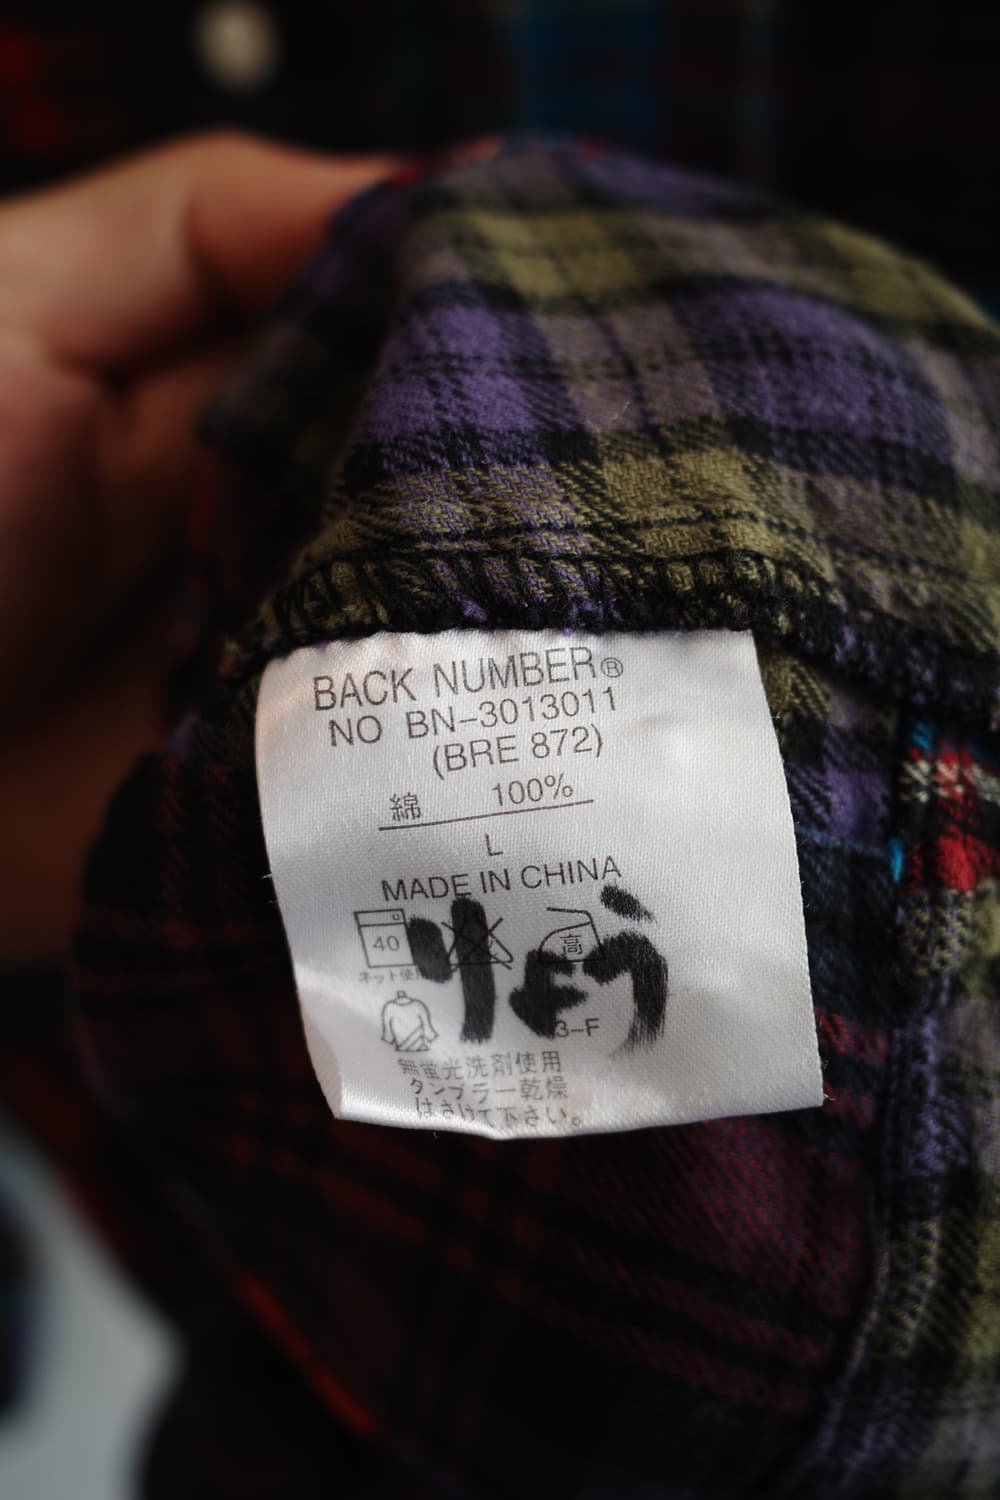 BACK NUMBER®
NO BN-3013011
(BRE 872)
綿 100%
L
MADE IN CHINA
40
高
ネット使
3-F
無蛍光洗剤使用
タンブラー乾燥
はさけて下さい。